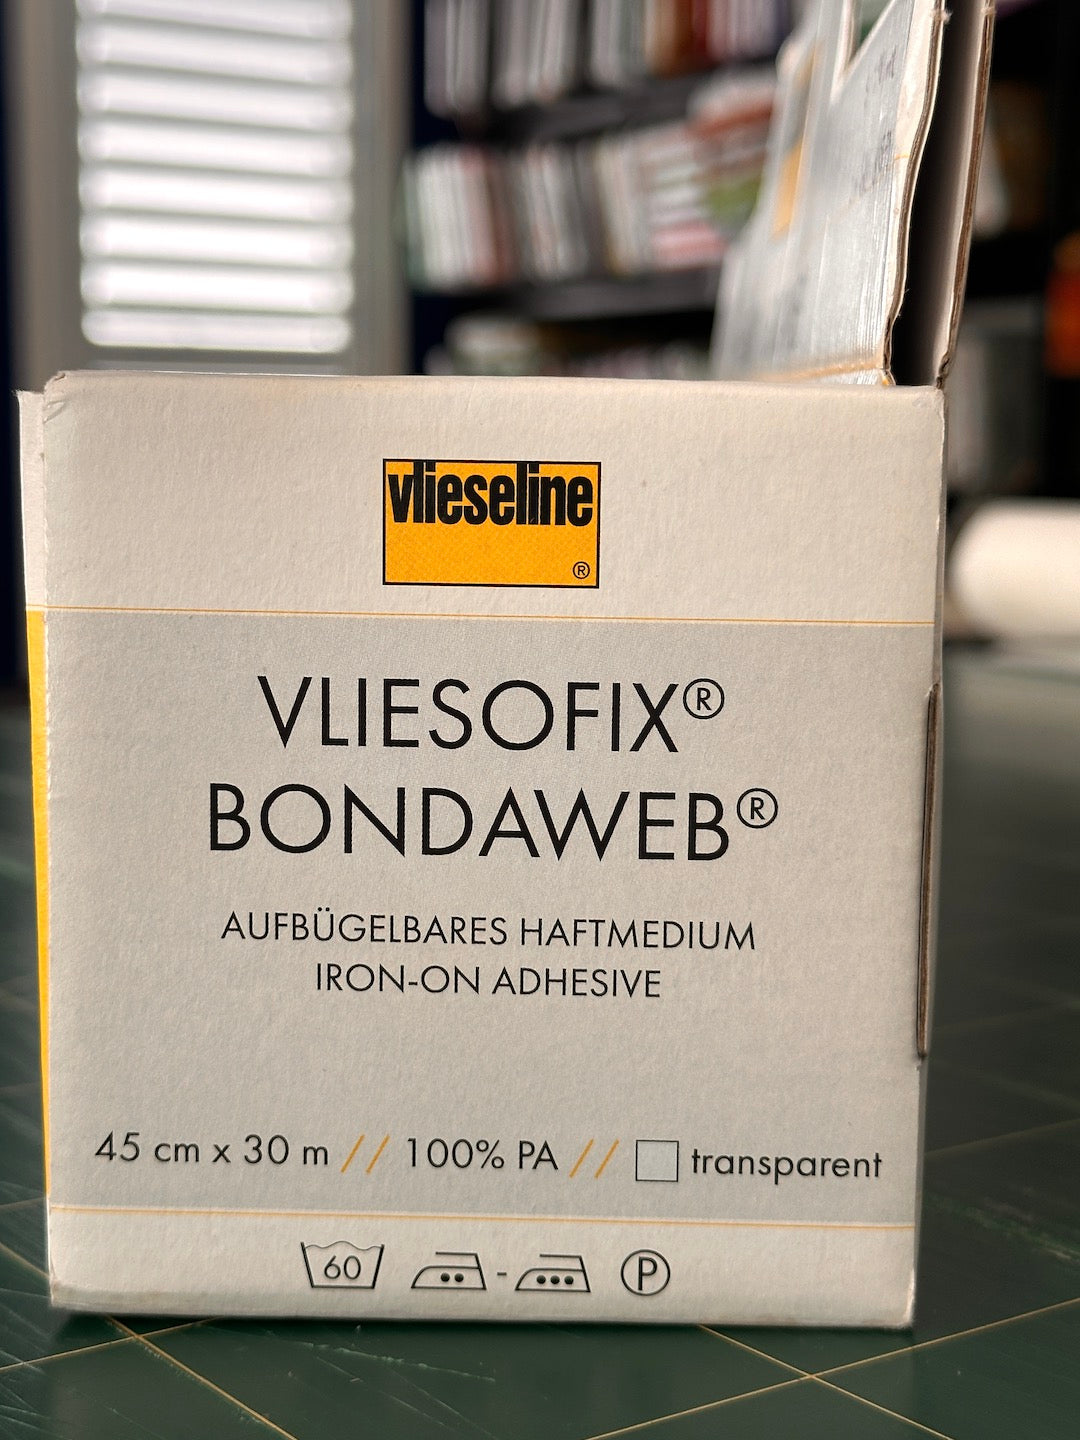 vlieseline
®
VLIESOFIX®
BONDAWEB®
AUFBÜGELBARES HAFTMEDIUM
IRON-ON ADHESIVE
45 cm x 30 m // 100% PA // transparent
60 - P